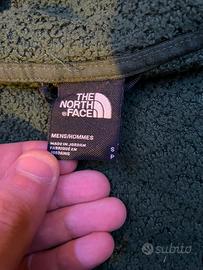 THE
NORTH
FACE
MENS/HOMMES
MADE IN JORDAN
FABRIQUÉ EN
JORDANIE
S
P
subito